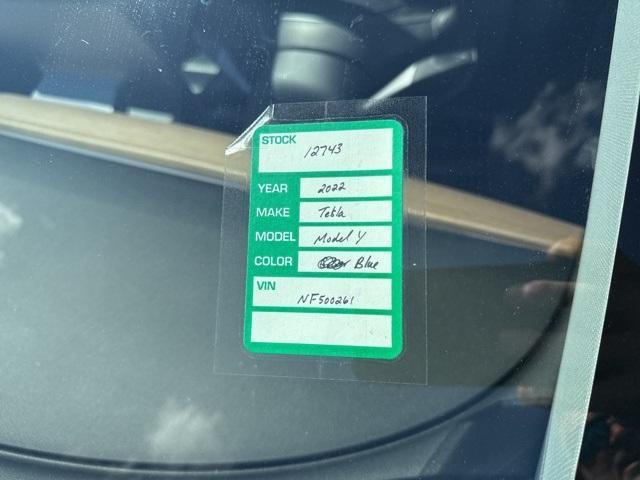 STOCK
12743
YEAR 2022
MAKE Tesla
MODEL Model Y
COLOR Blue
VIN
NF500261